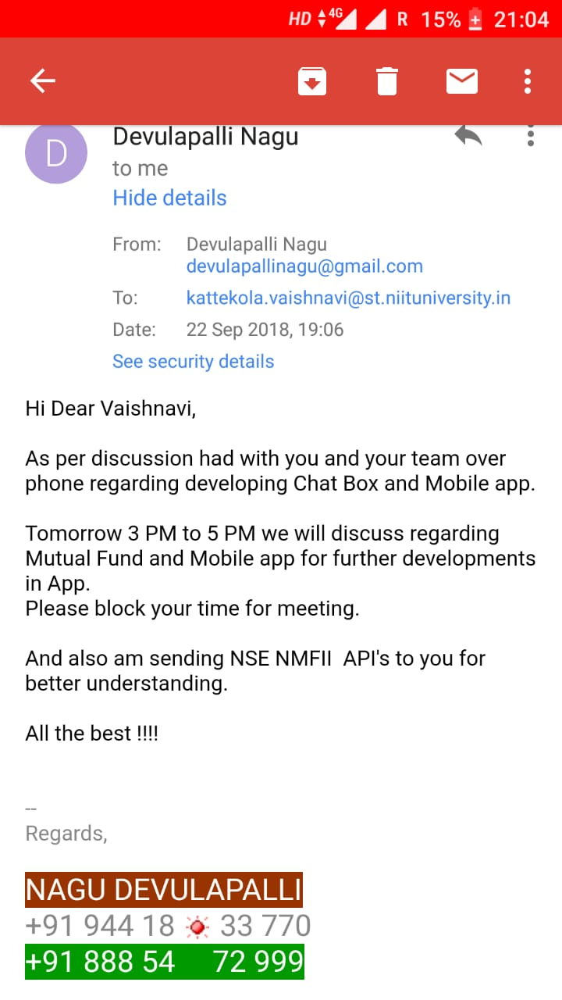 HD 4G R 15% 21:04
D
Devulapalli Nagu
to me
Hide details
From: Devulapalli Nagu
devulapallinagu@gmail.com
To: kattekola.vaishnavi@st.niituniversity.in
Date: 22 Sep 2018, 19:06
See security details
Hi Dear Vaishnavi,
As per discussion had with you and your team over
phone regarding developing Chat Box and Mobile app.
Tomorrow 3 PM to 5 PM we will discuss regarding
Mutual Fund and Mobile app for further developments
in App.
Please block your time for meeting.
And also am sending NSE NMFII  API's to you for
better understanding.
All the best !!!!
--
Regards,
NAGU DEVULAPALLI
+91 944 18 33 770
+91 888 54 72 999